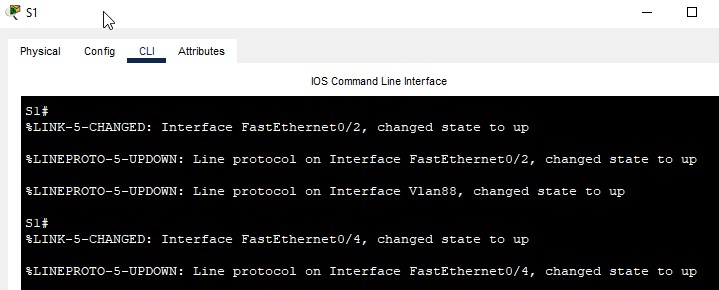 S1
Physical Config CLI Attributes
IOS Command Line Interface
S1#
%LINK-5-CHANGED: Interface FastEthernet0/2, changed state to up
%LINEPROTO-5-UPDOWN: Line protocol on Interface FastEthernet0/2, changed state to up
%LINEPROTO-5-UPDOWN: Line protocol on Interface Vlan88, changed state to up
S1#
%LINK-5-CHANGED: Interface FastEthernet0/4, changed state to up
%LINEPROTO-5-UPDOWN: Line protocol on Interface FastEthernet0/4, changed state to up